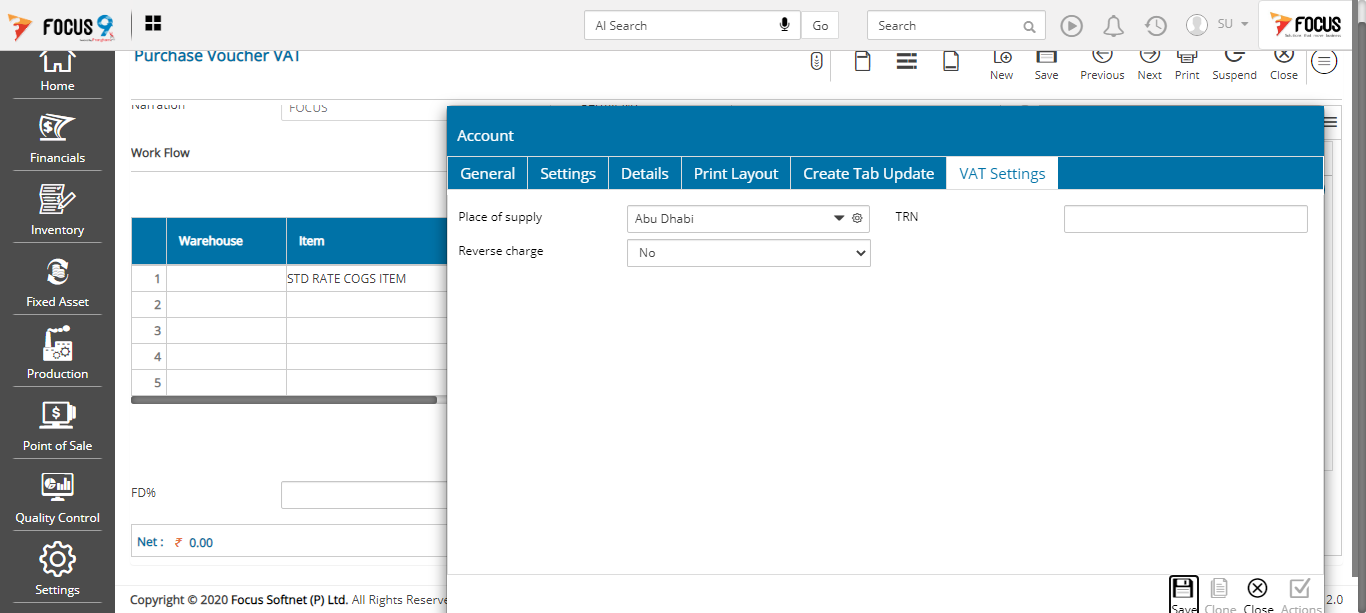 FOCUS 9
AI Search
Go
Search
SU
FOCUS
Purchase Voucher VAT
New
Save
Previous
Next
Print
Suspend
Close
Home
Financials
Inventory
Fixed Asset
Production
Point of Sale
Quality Control
Settings
Narration
FOCUS
Work Flow
Warehouse Item
1 STD RATE COGS ITEM
2
3
4
5
FD%
Net : ₹ 0.00
Account
General
Settings
Details
Print Layout
Create Tab Update
VAT Settings
Place of supply
Abu Dhabi
TRN
Reverse charge
No
Save
Clone
Close
Actions
Copyright © 2020 Focus Softnet (P) Ltd. All Rights Reserve
2.0